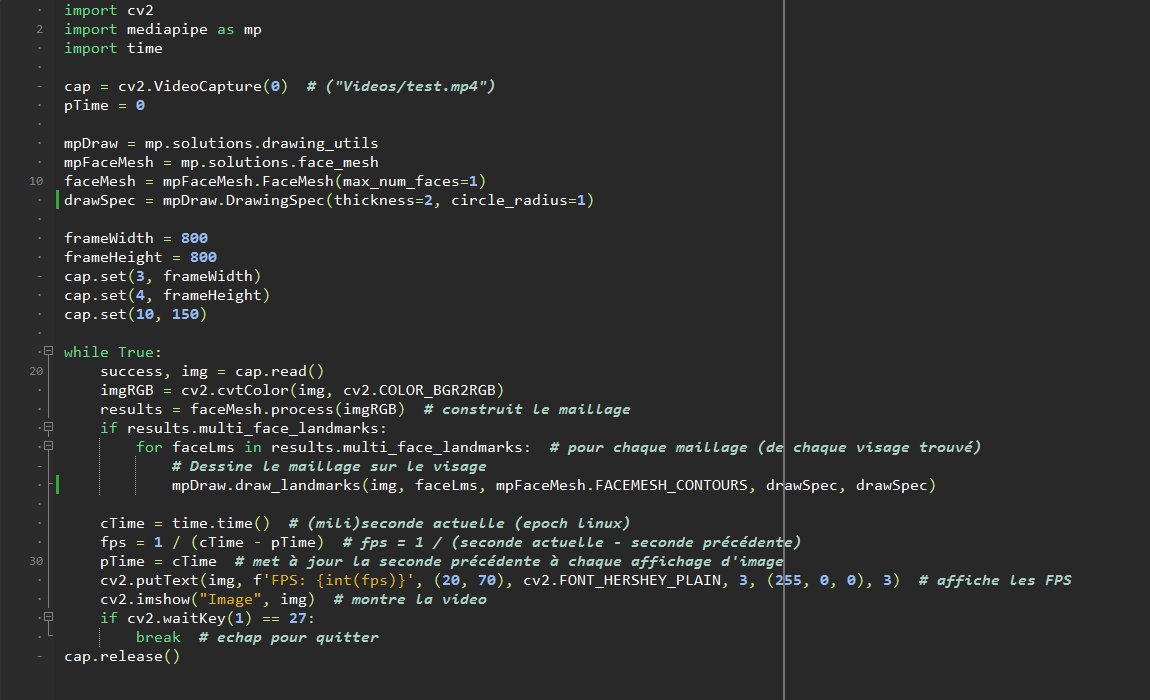 import cv2
2 import mediapipe as mp
import time
cap = cv2.VideoCapture(0)  # ("Videos/test.mp4")
pTime = 0
mpDraw = mp.solutions.drawing_utils
mpFaceMesh = mp.solutions.face_mesh
10 faceMesh = mpFaceMesh.FaceMesh(max_num_faces=1)
drawSpec = mpDraw.DrawingSpec(thickness=2, circle_radius=1)
frameWidth = 800
frameHeight = 800
cap.set(3, frameWidth)
cap.set(4, frameHeight)
cap.set(10, 150)
while True:
20     success, img = cap.read()
    imgRGB = cv2.cvtColor(img, cv2.COLOR_BGR2RGB)
    results = faceMesh.process(imgRGB)  # construit le maillage
    if results.multi_face_landmarks:
        for faceLms in results.multi_face_landmarks:  # pour chaque maillage (de chaque visage trouvé)
            # Dessine le maillage sur le visage
            mpDraw.draw_landmarks(img, faceLms, mpFaceMesh.FACEMESH_CONTOURS, drawSpec, drawSpec)
    cTime = time.time()  # (mili)seconde actuelle (epoch linux)
    fps = 1 / (cTime - pTime)  # fps = 1 / (seconde actuelle - seconde précédente)
30     pTime = cTime  # met à jour la seconde précédente à chaque affichage d'image
    cv2.putText(img, f'FPS: {int(fps)}', (20, 70), cv2.FONT_HERSHEY_PLAIN, 3, (255, 0, 0), 3)  # affiche les FPS
    cv2.imshow("Image", img)  # montre la video
    if cv2.waitKey(1) == 27:
        break  # echap pour quitter
cap.release()